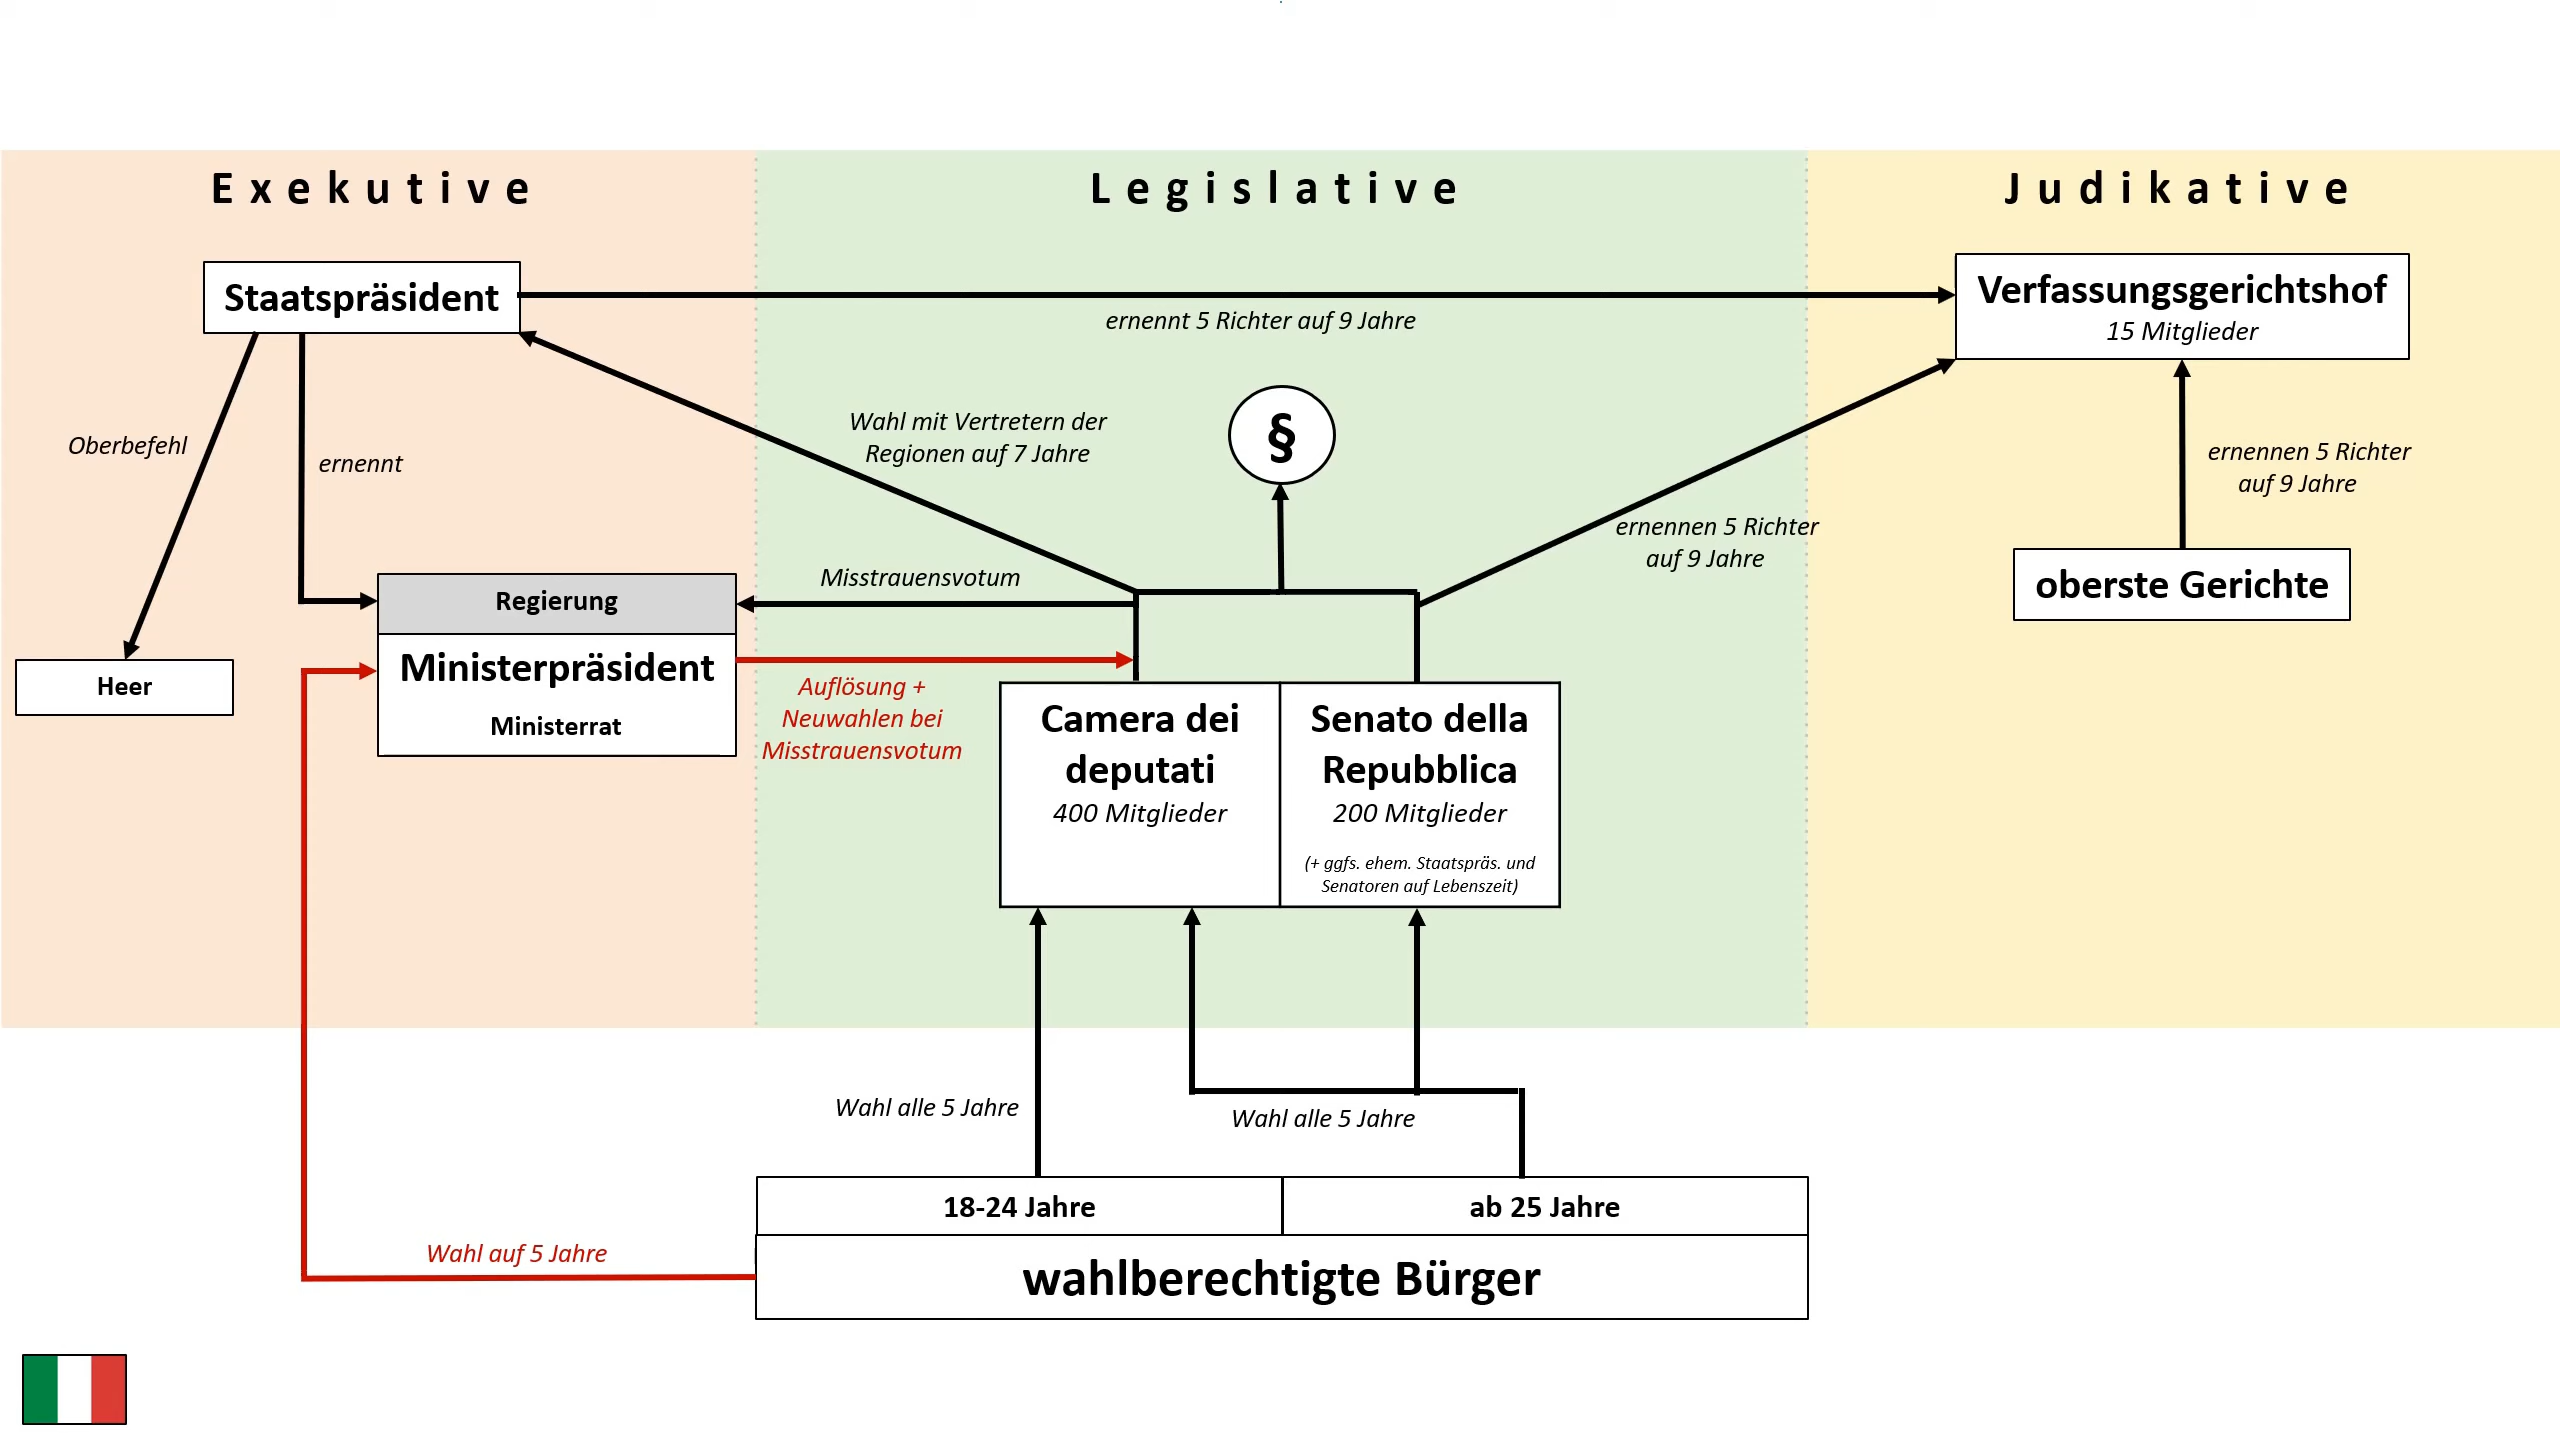 Exekutive
Legislative
Judikative
Staatspräsident
Verfassungsgerichtshof
15 Mitglieder
ernennt 5 Richter auf 9 Jahre
Wahl mit Vertretern der
Regionen auf 7 Jahre
§
Oberbefehl
ernennt
ernennen 5 Richter
auf 9 Jahre
ernennen 5 Richter
auf 9 Jahre
Misstrauensvotum
oberste Gerichte
Regierung
Ministerpräsident
Ministerrat
Heer
Auflösung +
Neuwahlen bei
Misstrauensvotum
Camera dei
deputati
400 Mitglieder
Senato della
Repubblica
200 Mitglieder
(+ ggfs. ehem. Staatspräs. und
Senatoren auf Lebenszeit)
Wahl alle 5 Jahre
Wahl alle 5 Jahre
18-24 Jahre
ab 25 Jahre
Wahl auf 5 Jahre
wahlberechtigte Bürger